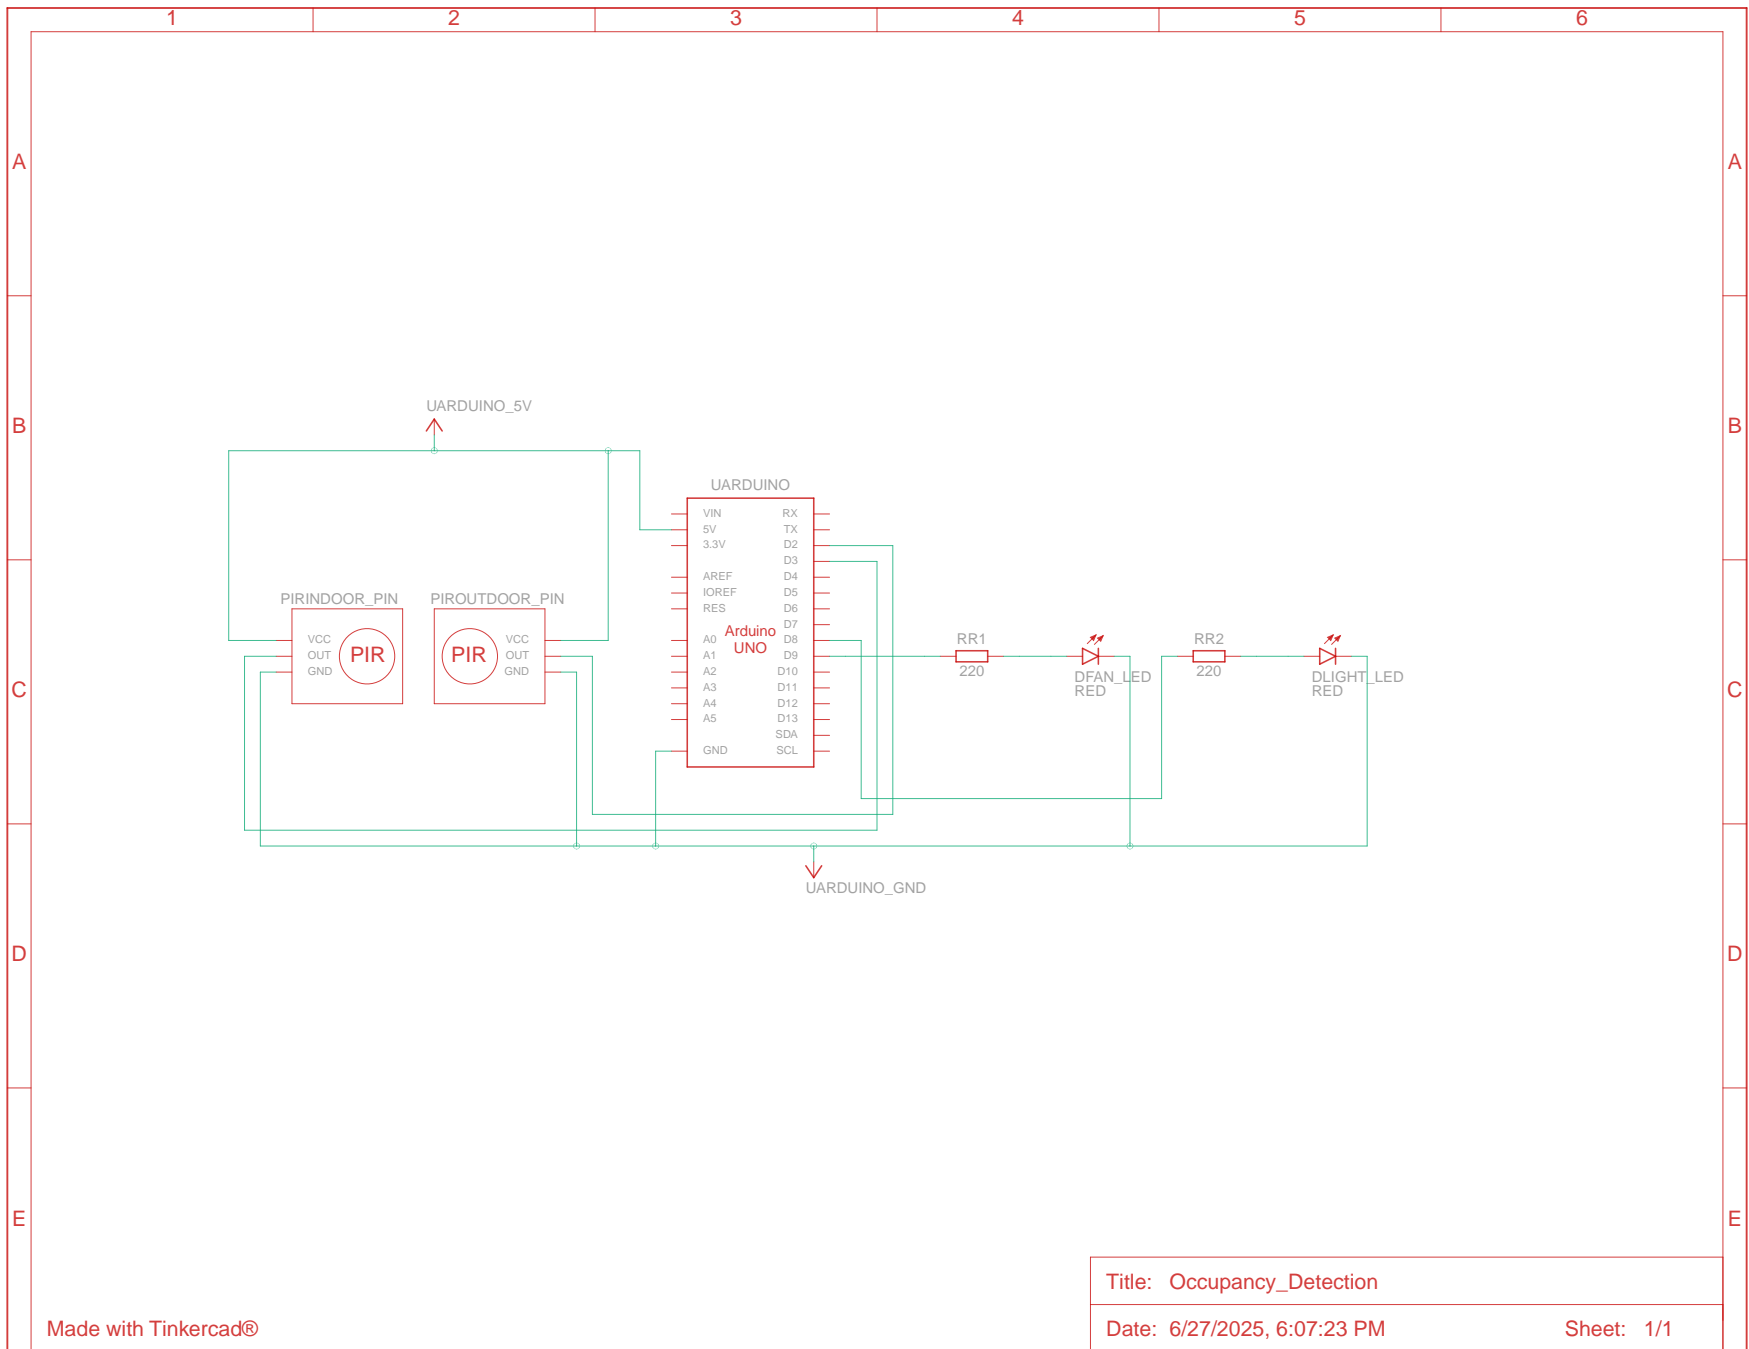 1 2 3 4 5 6
A A
B B
UARDUINO_5V
UARDUINO
VIN RX
5V TX
3.3V D2
D3
AREF D4
IOREF D5
RES D6
D7
A0 D8
A1 D9
A2 D10
A3 D11
A4 D12
A5 D13
SDA
GND SCL
Arduino
UNO
PIRINDOOR_PIN
VCC
OUT
GND
PIR
PIROUTDOOR_PIN
PIR
VCC
OUT
GND
RR1
220
DFAN_LED
RED
RR2
220
DLIGHT_LED
RED
C C
UARDUINO_GND
D D
E E
Title: Occupancy_Detection
Made with Tinkercad®
Date: 6/27/2025, 6:07:23 PM Sheet: 1/1